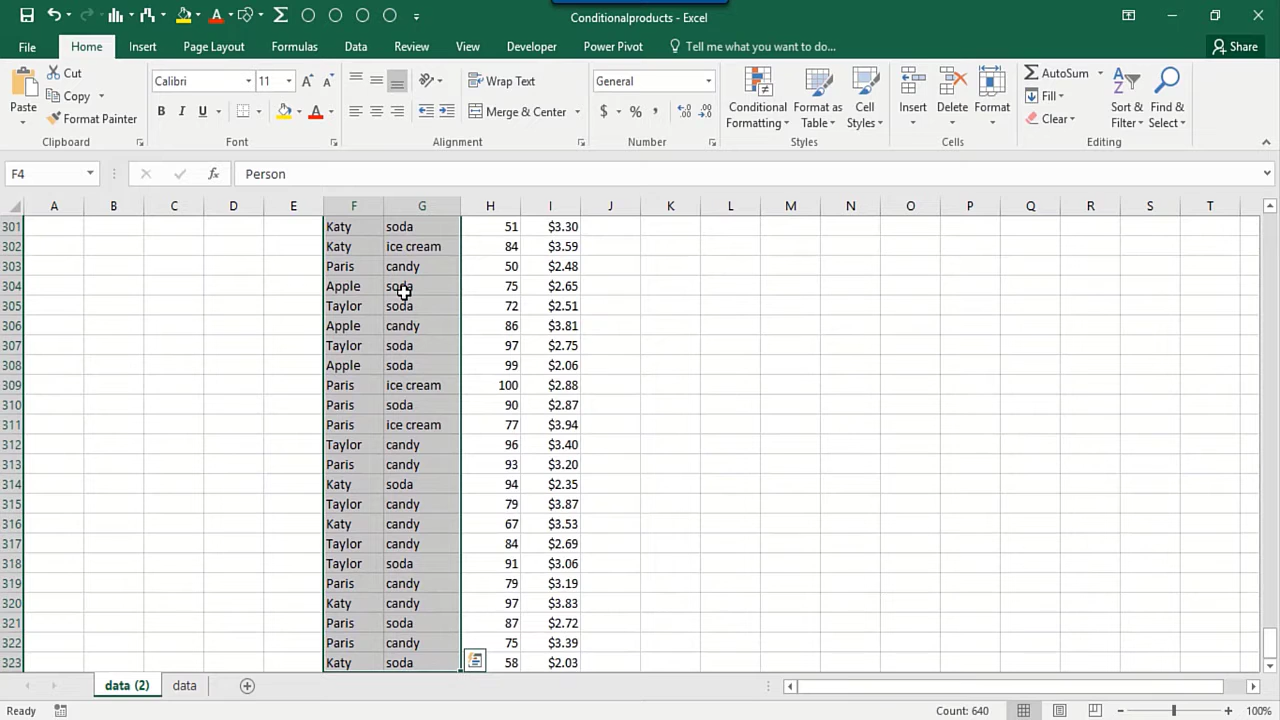 Conditionalproducts - Excel
File Home Insert Page Layout Formulas Data Review View Developer Power Pivot Tell me what you want to do... Share
Paste Cut Copy Format Painter Clipboard
Calibri 11 B I U A A A Font
Wrap Text Merge & Center Alignment
General $ % , Number
Conditional Formatting Format as Table Cell Styles Styles
Insert Delete Format Cells
AutoSum Fill Clear Sort & Filter Find & Select Editing
F4 fx Person
A B C D E F G H I J K L M N O P Q R S T
301 Katy soda 51 $3.30
302 Katy ice cream 84 $3.59
303 Paris candy 50 $2.48
304 Apple soda 75 $2.65
305 Taylor soda 72 $2.51
306 Apple candy 86 $3.81
307 Taylor soda 97 $2.75
308 Apple soda 99 $2.06
309 Paris ice cream 100 $2.88
310 Paris soda 90 $2.87
311 Paris ice cream 77 $3.94
312 Taylor candy 96 $3.40
313 Paris candy 93 $3.20
314 Katy soda 94 $2.35
315 Taylor candy 79 $3.87
316 Katy candy 67 $3.53
317 Taylor candy 84 $2.69
318 Taylor soda 91 $3.06
319 Paris candy 79 $3.19
320 Katy candy 97 $3.83
321 Paris soda 87 $2.72
322 Paris candy 75 $3.39
323 Katy soda 58 $2.03
data (2) data
Ready Count: 640 100%